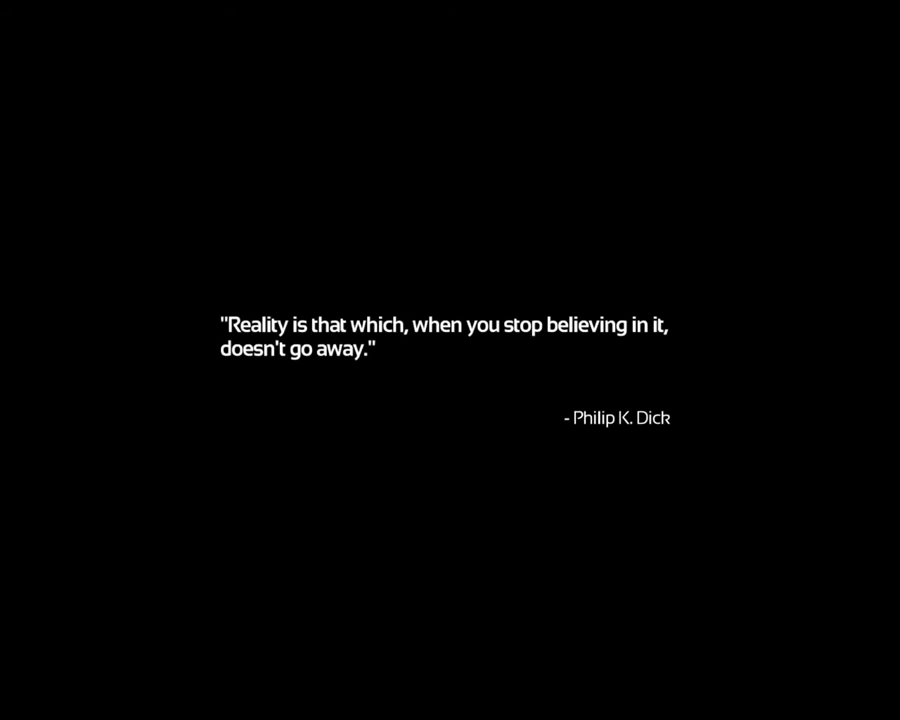 "Reality is that which, when you stop believing in it,
doesn't go away."
- Philip K. Dick